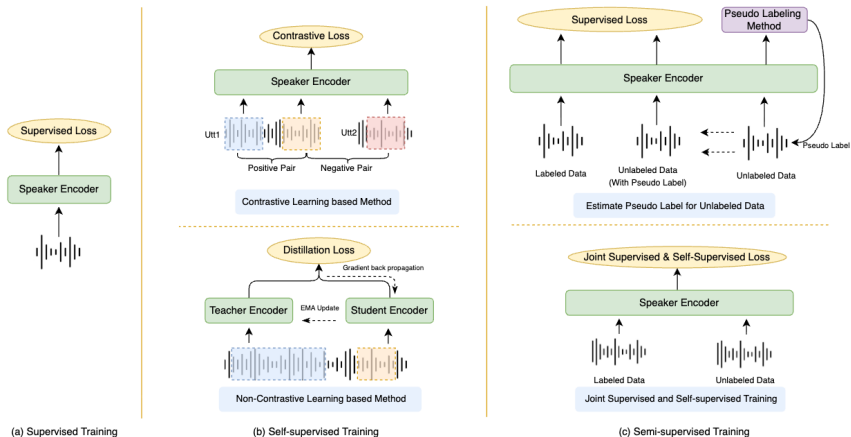 Supervised Loss
Speaker Encoder
(a) Supervised Training
Contrastive Loss
Speaker Encoder
Utt1
Utt2
Positive Pair
Negative Pair
Contrastive Learning based Method
Distillation Loss
Gradient back propagation
Teacher Encoder
EMA Update
Student Encoder
Non-Contrastive Learning based Method
(b) Self-supervised Training
Supervised Loss
Pseudo Labeling
Method
Speaker Encoder
Pseudo Label
Labeled Data
Unlabeled Data
(With Pseudo Label)
Unlabeled Data
Estimate Pseudo Label for Unlabeled Data
Joint Supervised & Self-Supervised Loss
Speaker Encoder
Labeled Data
Unlabeled Data
Joint Supervised and Self-supervised Training
(c) Semi-supervised Training